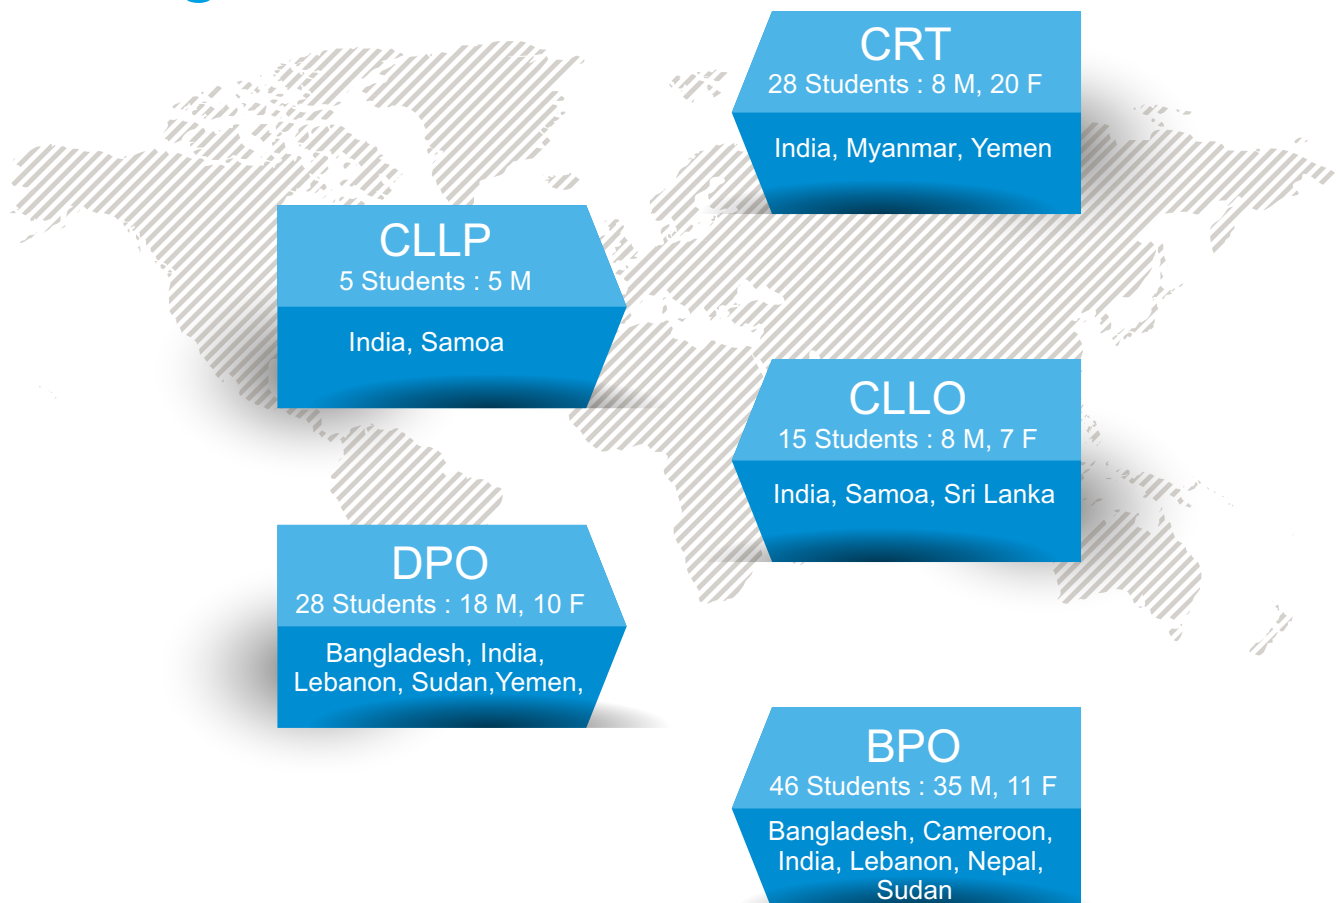 CRT
28 Students : 8 M, 20 F
India, Myanmar, Yemen
CLLP
5 Students : 5 M
India, Samoa
CLLO
15 Students : 8 M, 7 F
India, Samoa, Sri Lanka
DPO
28 Students : 18 M, 10 F
Bangladesh, India,
Lebanon, Sudan,Yemen,
BPO
46 Students : 35 M, 11 F
Bangladesh, Cameroon,
India, Lebanon, Nepal,
Sudan